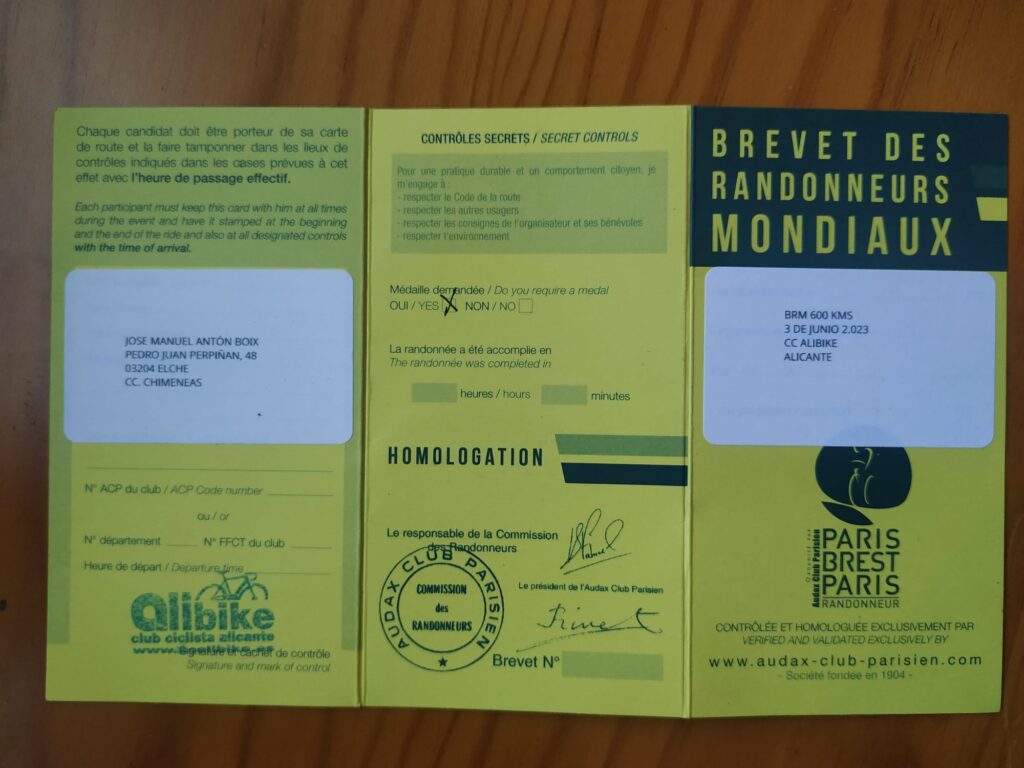 Chaque candidat doit être porteur de sa carte
de route et la faire tamponner dans les lieux de
contrôles indiqués dans les cases prévues à cet
effet avec l'heure de passage effectif.
Each participant must keep this card with him at all times
during the event and have it stamped at the beginning
and the end of the ride and also at all designated controls
with the time of arrival.
JOSE MANUEL ANTÓN BOIX
PEDRO JUAN PERPIÑAN, 48
03204 ELCHE
CC. CHIMENEAS
N° ACP du club / ACP Code number
ou / or
N° département N° FFCT du club
Heure de départ / Departure time
alibike
club ciclista alicante
Signature et cachet de contrôle
Signature and mark of control
CONTRÔLES SECRETS / SECRET CONTROLS
Pour une pratique durable et un comportement citoyen, je
m'engage à :
- respecter le Code de la route
- respecter les autres usagers
- respecter les consignes de l'organisateur et ses bénévoles
- respecter l'environnement
Médaille demandée / Do you require a medal
OUI / YES X NON / NO
La randonnée a été accomplie en
The randonnée was completed in
heures / hours minutes
HOMOLOGATION
Le responsable de la Commission
des Randonneurs
AUDAX CLUB PARISIEN
COMMISSION
des
RANDONNEURS
Le président de l'Audax Club Parisien
Brevet N°
BREVET DES
RANDONNEURS
MONDIAUX
BRM 600 KMS
3 DE JUNIO 2.023
CC ALIBIKE
ALICANTE
Audax Club Parisien
PARIS
BREST
PARIS
RANDONNEUR
CONTRÔLÉE ET HOMOLOGUÉE EXCLUSIVEMENT PAR
VERIFIED AND VALIDATED EXCLUSIVELY BY
www.audax-club-parisien.com
- Société fondée en 1904 -